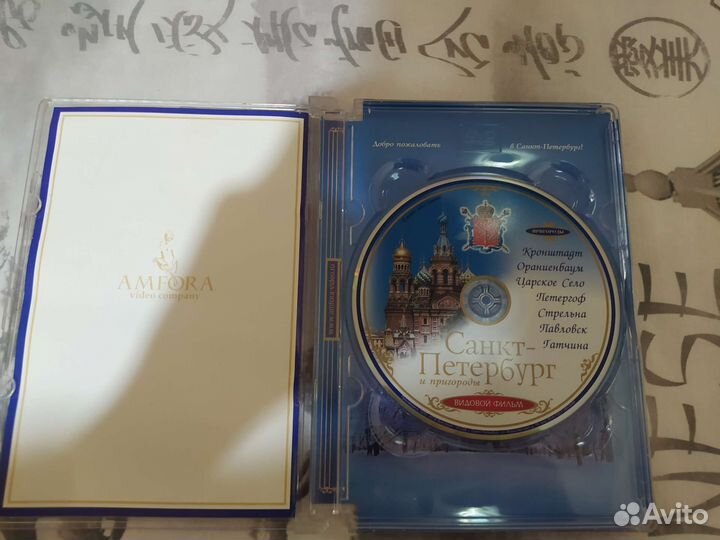 AMFORA
video company
Добро пожаловать
в Санкт-Петербург!
ПРИГОРОДЫ
Кронштадт
Ораниенбаум
Царское Село
Петергоф
Стрельна
Павловск
Гатчина
Санкт-
Петербург
и пригороды
ВИДОВОЙ ФИЛЬМ
NESE
Avito